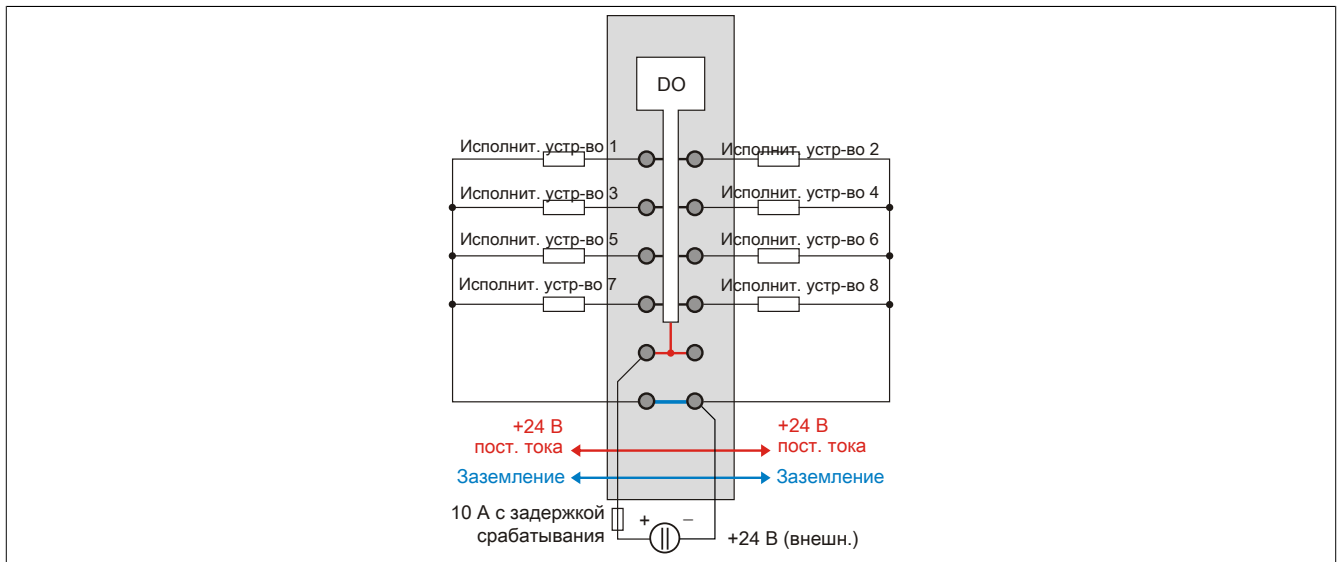 DO
Исполнит. устр-во 1
Исполнит. устр-во 2
Исполнит. устр-во 3
Исполнит. устр-во 4
Исполнит. устр-во 5
Исполнит. устр-во 6
Исполнит. устр-во 7
Исполнит. устр-во 8
+24 В
пост. тока
+24 В
пост. тока
Заземление
Заземление
10 А с задержкой
срабатывания
+ −
+24 В (внешн.)